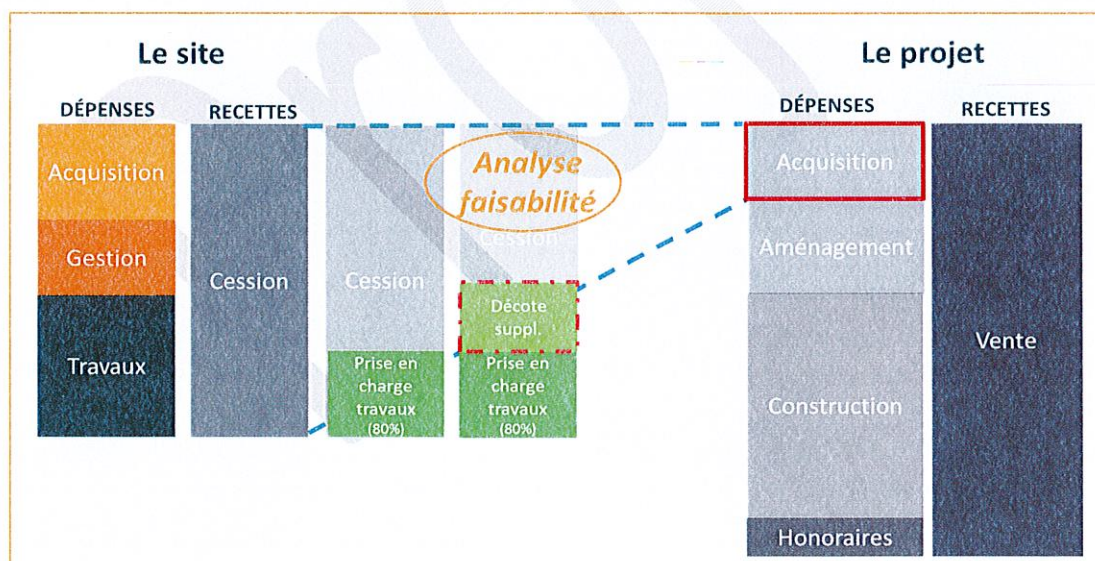 Le site
Le projet
DÉPENSES
RECETTES
DÉPENSES
RECETTES
Acquisition
Gestion
Travaux
Cession
Cession
Prise en
charge
travaux
(80%)
Analyse
faisabilité
Cession
Décote
suppl.
Prise en
charge
travaux
(80%)
Acquisition
Aménagement
Construction
Honoraires
Vente